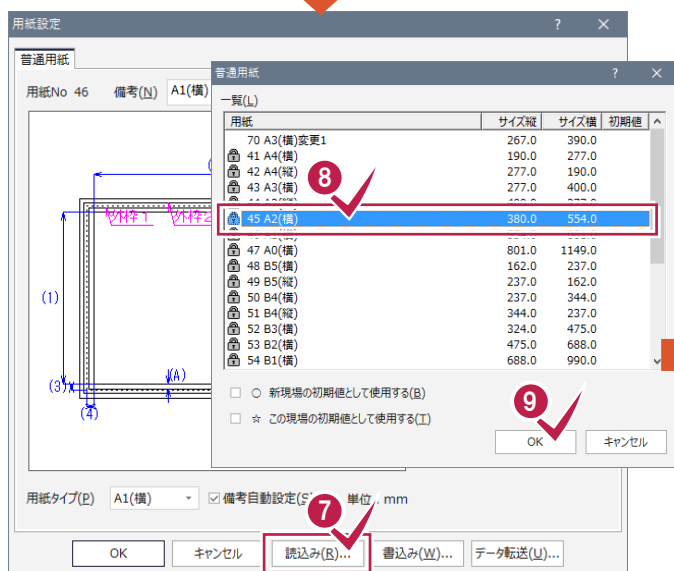 用紙設定
?
普通用紙
用紙No 46 備考(N) A1(横)
外枠1 外枠2
(1)
(A)
(3)
(4)
用紙タイプ(P) A1(横) 備考自動設定(S) 単位 mm
OK キャンセル 読込み(R)... 書込み(W)... データ転送(U)...
7
普通用紙
?
一覧(L)
用紙 サイズ縦 サイズ横 初期値
70 A3(横)変更1 267.0 390.0
41 A4(横) 190.0 277.0
42 A4(縦) 277.0 190.0
43 A3(横) 277.0 400.0
8
45 A2(横) 380.0 554.0
47 A0(横) 801.0 1149.0
48 B5(横) 162.0 237.0
49 B5(縦) 237.0 162.0
50 B4(横) 237.0 344.0
51 B4(縦) 344.0 237.0
52 B3(横) 324.0 475.0
53 B2(横) 475.0 688.0
54 B1(横) 688.0 990.0
○ 新現場の初期値として使用する(B)
☆ この現場の初期値として使用する(T)
9
OK キャンセル